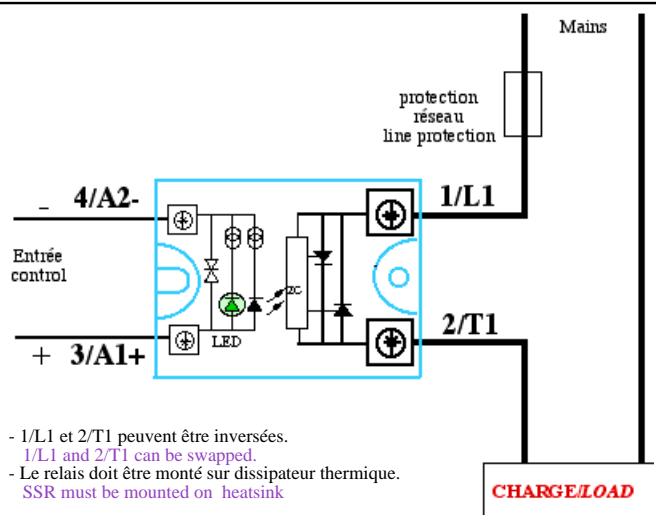 Mains
protection
réseau
line protection
_ 4/A2-
1/L1
Entrée
control
ZC
LED
2/T1
+ 3/A1+
- 1/L1 et 2/T1 peuvent être inversées.
1/L1 and 2/T1 can be swapped.
- Le relais doit être monté sur dissipateur thermique.
SSR must be mounted on heatsink
CHARGE/LOAD